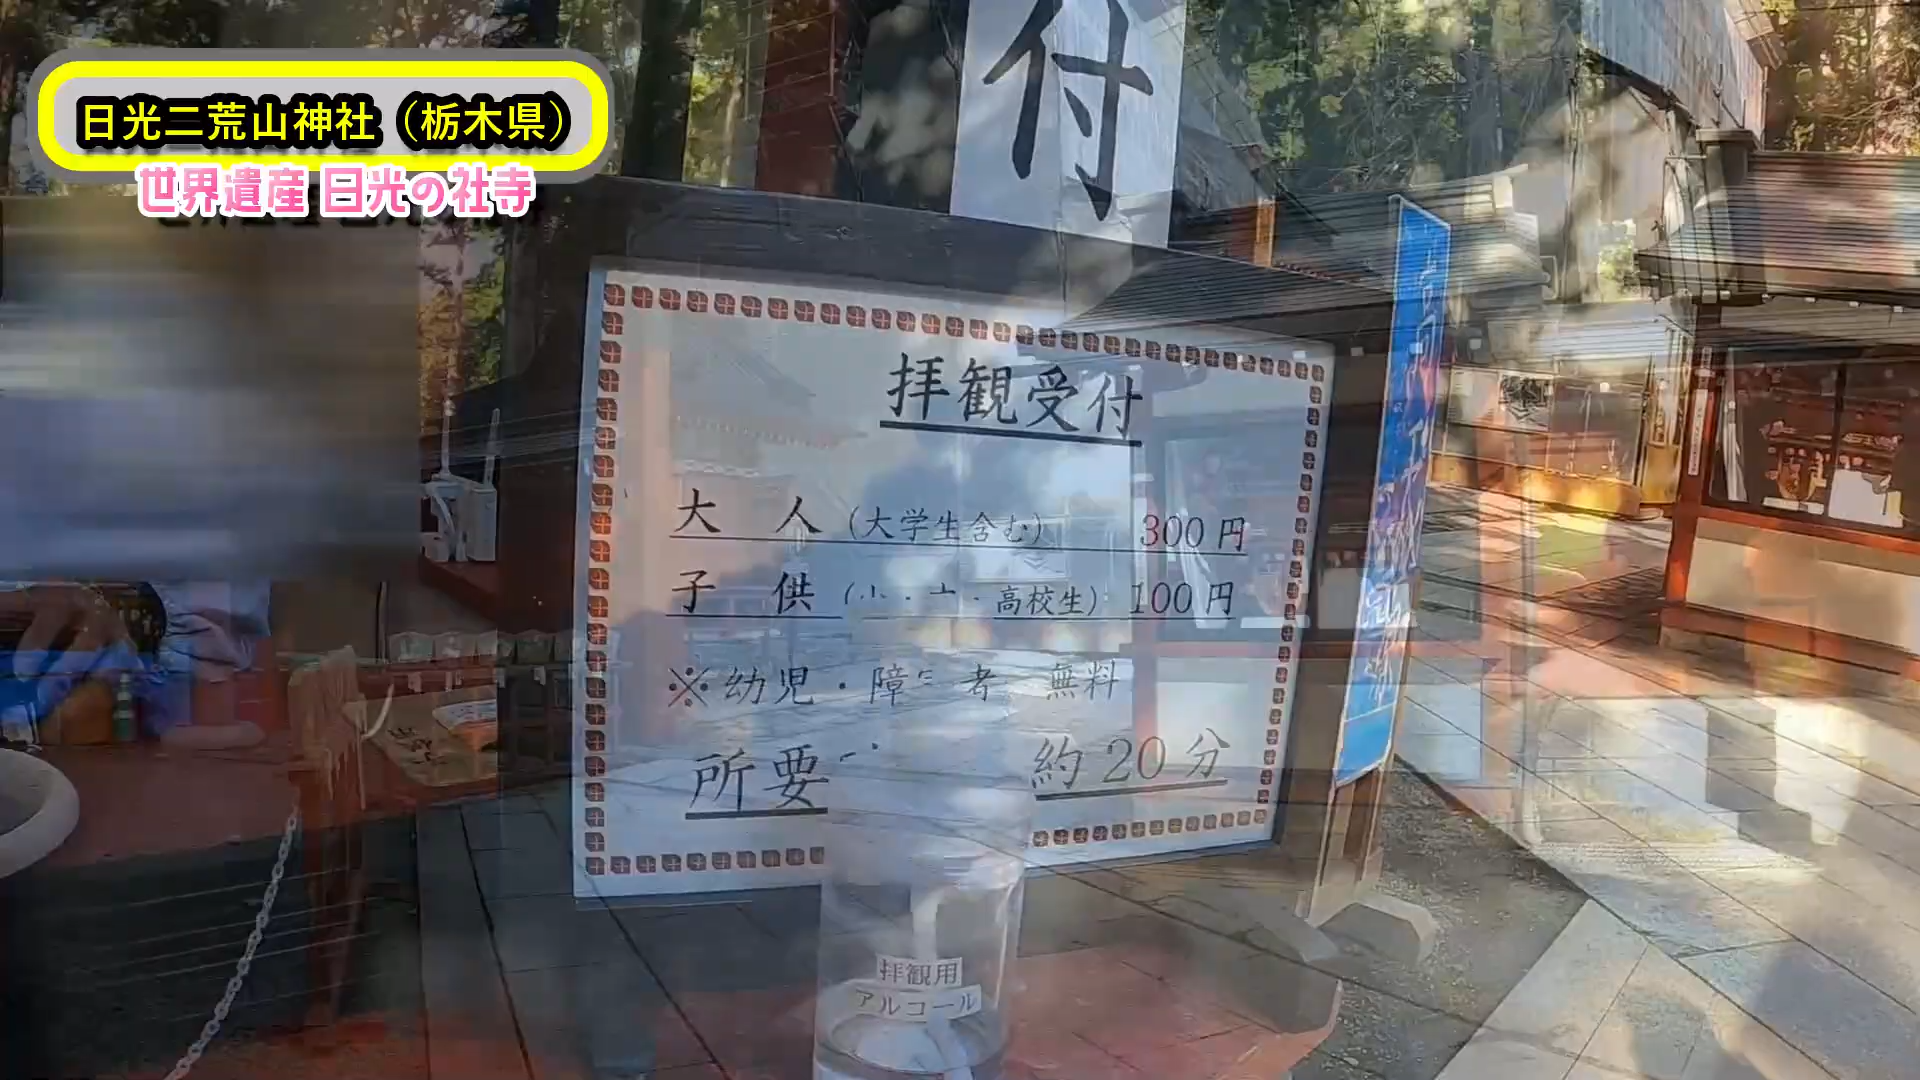 日光二荒山神社（栃木県）
世界遺産 日光の社寺
付
拝観受付
大 人（大学生含む） 300円
子 供（小・中・高校生）100円
※幼児・障 者 無料
所要 約20分
拝観用
アルコール